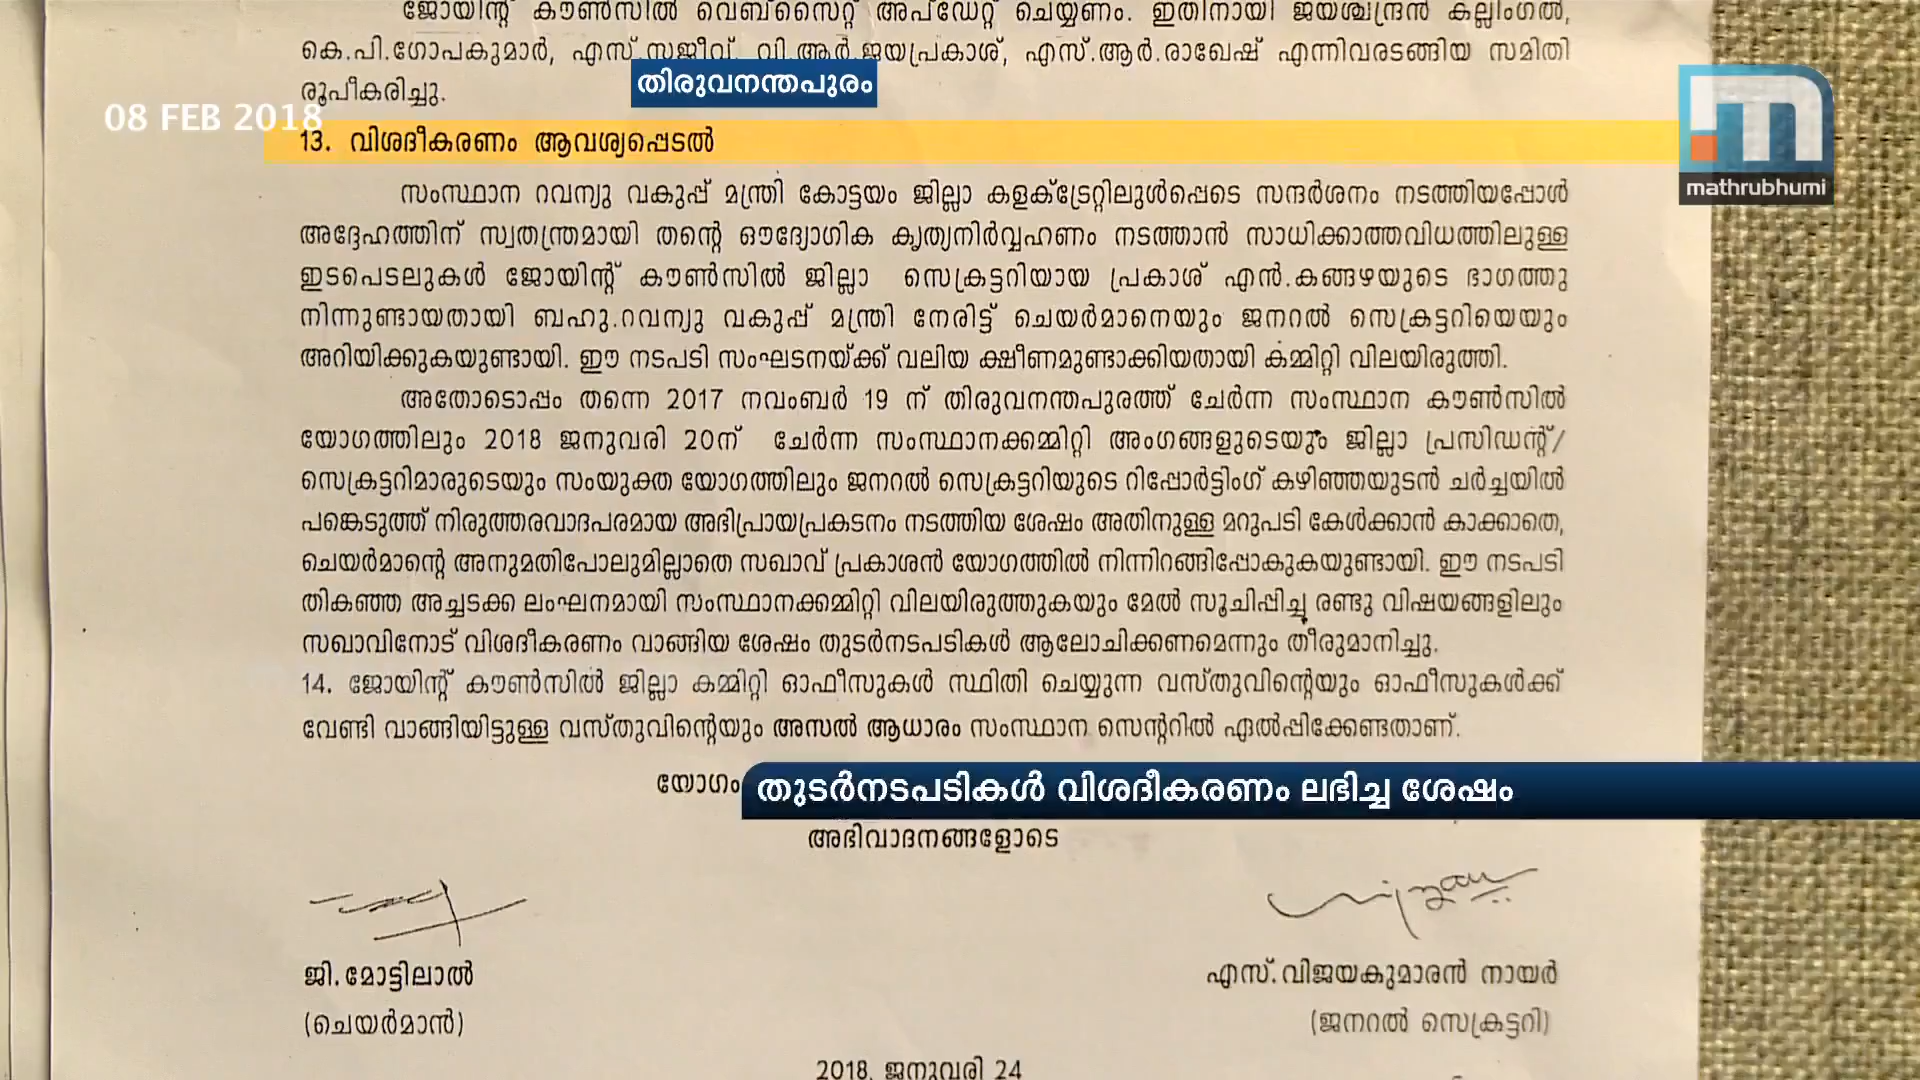 ജോയിന്റ് കൗൺസിൽ വെബ്സൈറ്റ് അപ്ഡേറ്റ് ചെയ്യണം. ഇതിനായി ജയശ്ചന്ദ്രൻ കല്ലിംഗൽ,
കെ.പി.ഗോപകുമാർ, എസ്.സജീവ്, വി.ആർ.ജയപ്രകാശ്, എസ്.ആർ.രാഖേഷ് എന്നിവരടങ്ങിയ സമിതി
രൂപീകരിച്ചു.
തിരുവനന്തപുരം
08 FEB 2018
13. വിശദീകരണം ആവശ്യപ്പെടൽ
mathrubhumi
സംസ്ഥാന റവന്യു വകുപ്പ് മന്ത്രി കോട്ടയം ജില്ലാ കളക്ട്രേറ്റിലുൾപ്പെടെ സന്ദർശനം നടത്തിയപ്പോൾ
അദ്ദേഹത്തിന് സ്വതന്ത്രമായി തന്റെ ഔദ്യോഗിക കൃത്യനിർവ്വഹണം നടത്താൻ സാധിക്കാത്തവിധത്തിലുള്ള
ഇടപെടലുകൾ ജോയിന്റ് കൗൺസിൽ ജില്ലാ സെക്രട്ടറിയായ പ്രകാശ് എൻ.കങ്ങഴയുടെ ഭാഗത്തു
നിന്നുണ്ടായതായി ബഹു.റവന്യു വകുപ്പ് മന്ത്രി നേരിട്ട് ചെയർമാനെയും ജനറൽ സെക്രട്ടറിയെയും
അറിയിക്കുകയുണ്ടായി. ഈ നടപടി സംഘടനയ്ക്ക് വലിയ ക്ഷീണമുണ്ടാക്കിയതായി കമ്മിറ്റി വിലയിരുത്തി.
അതോടൊപ്പം തന്നെ 2017 നവംബർ 19 ന് തിരുവനന്തപുരത്ത് ചേർന്ന സംസ്ഥാന കൗൺസിൽ
യോഗത്തിലും 2018 ജനുവരി 20ന് ചേർന്ന സംസ്ഥാനക്കമ്മിറ്റി അംഗങ്ങളുടെയും ജില്ലാ പ്രസിഡന്റ്/
സെക്രട്ടറിമാരുടെയും സംയുക്ത യോഗത്തിലും ജനറൽ സെക്രട്ടറിയുടെ റിപ്പോർട്ടിംഗ് കഴിഞ്ഞയുടൻ ചർച്ചയിൽ
പങ്കെടുത്ത് നിരുത്തരവാദപരമായ അഭിപ്രായപ്രകടനം നടത്തിയ ശേഷം അതിനുള്ള മറുപടി കേൾക്കാൻ കാക്കാതെ,
ചെയർമാന്റെ അനുമതിപോലുമില്ലാതെ സഖാവ് പ്രകാശൻ യോഗത്തിൽ നിന്നിറങ്ങിപ്പോകുകയുണ്ടായി. ഈ നടപടി
തികഞ്ഞ അച്ചടക്ക ലംഘനമായി സംസ്ഥാനക്കമ്മിറ്റി വിലയിരുത്തുകയും മേൽ സൂചിപ്പിച്ച രണ്ടു വിഷയങ്ങളിലും
സഖാവിനോട് വിശദീകരണം വാങ്ങിയ ശേഷം തുടർനടപടികൾ ആലോചിക്കണമെന്നും തീരുമാനിച്ചു.
14. ജോയിന്റ് കൗൺസിൽ ജില്ലാ കമ്മിറ്റി ഓഫീസുകൾ സ്ഥിതി ചെയ്യുന്ന വസ്തുവിന്റെയും ഓഫീസുകൾക്ക്
വേണ്ടി വാങ്ങിയിട്ടുള്ള വസ്തുവിന്റെയും അസൽ ആധാരം സംസ്ഥാന സെന്ററിൽ ഏൽപ്പിക്കേണ്ടതാണ്.
യോഗം
തുടർനടപടികൾ വിശദീകരണം ലഭിച്ച ശേഷം
അഭിവാദനങ്ങളോടെ
ജി.മോട്ടിലാൽ
എസ്.വിജയകുമാരൻ നായർ
(ചെയർമാൻ)
(ജനറൽ സെക്രട്ടറി)
2018, ജനുവരി 24